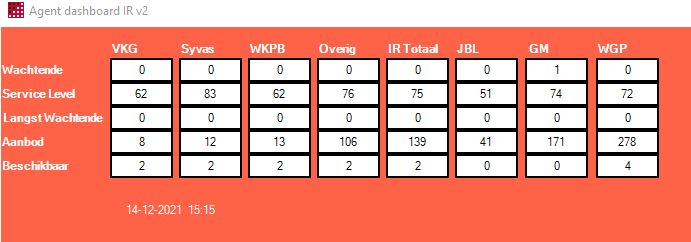 Agent dashboard IR v2
VKG Syvas WKPB Overig IR Totaal JBL GM WGP
Wachtende 0 0 0 0 0 0 1 0
Service Level 62 83 62 76 75 51 74 72
Langst Wachtende 0 0 0 0 0 0 0 0
Aanbod 8 12 13 106 139 41 171 278
Beschikbaar 2 2 2 2 2 0 0 4
14-12-2021 15:15